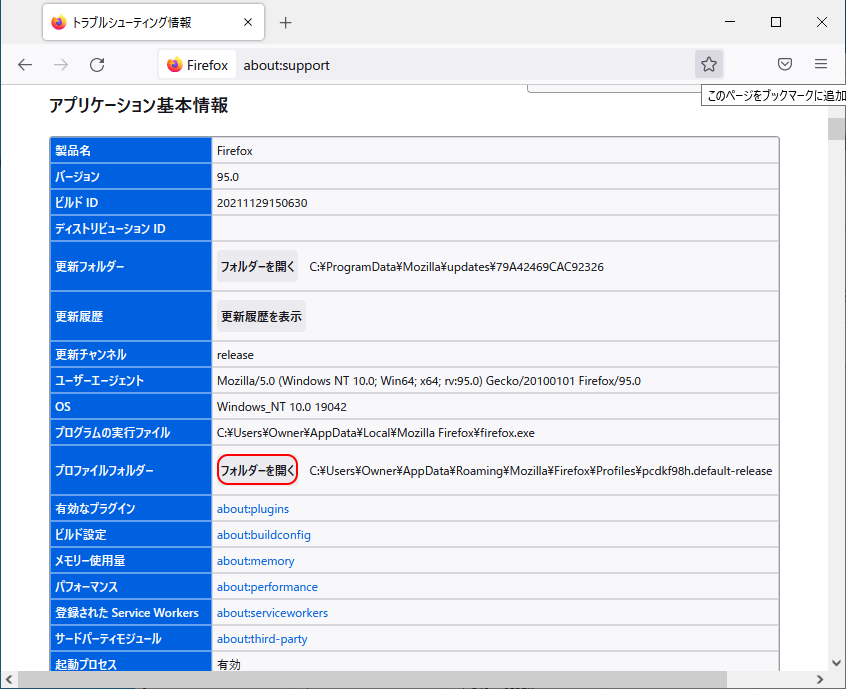 トラブルシューティング情報
Firefox about:support
このページをブックマークに追加
アプリケーション基本情報
製品名 Firefox
バージョン 95.0
ビルド ID 20211129150630
ディストリビューション ID
更新フォルダー フォルダーを開く C:¥ProgramData¥Mozilla¥updates¥79A42469CAC92326
更新履歴 更新履歴を表示
更新チャンネル release
ユーザーエージェント Mozilla/5.0 (Windows NT 10.0; Win64; x64; rv:95.0) Gecko/20100101 Firefox/95.0
OS Windows_NT 10.0 19042
プログラムの実行ファイル C:¥Users¥Owner¥AppData¥Local¥Mozilla Firefox¥firefox.exe
プロファイルフォルダー フォルダーを開く C:¥Users¥Owner¥AppData¥Roaming¥Mozilla¥Firefox¥Profiles¥pcdkf98h.default-release
有効なプラグイン about:plugins
ビルド設定 about:buildconfig
メモリー使用量 about:memory
パフォーマンス about:performance
登録された Service Workers about:serviceworkers
サードパーティモジュール about:third-party
起動プロセス 有効